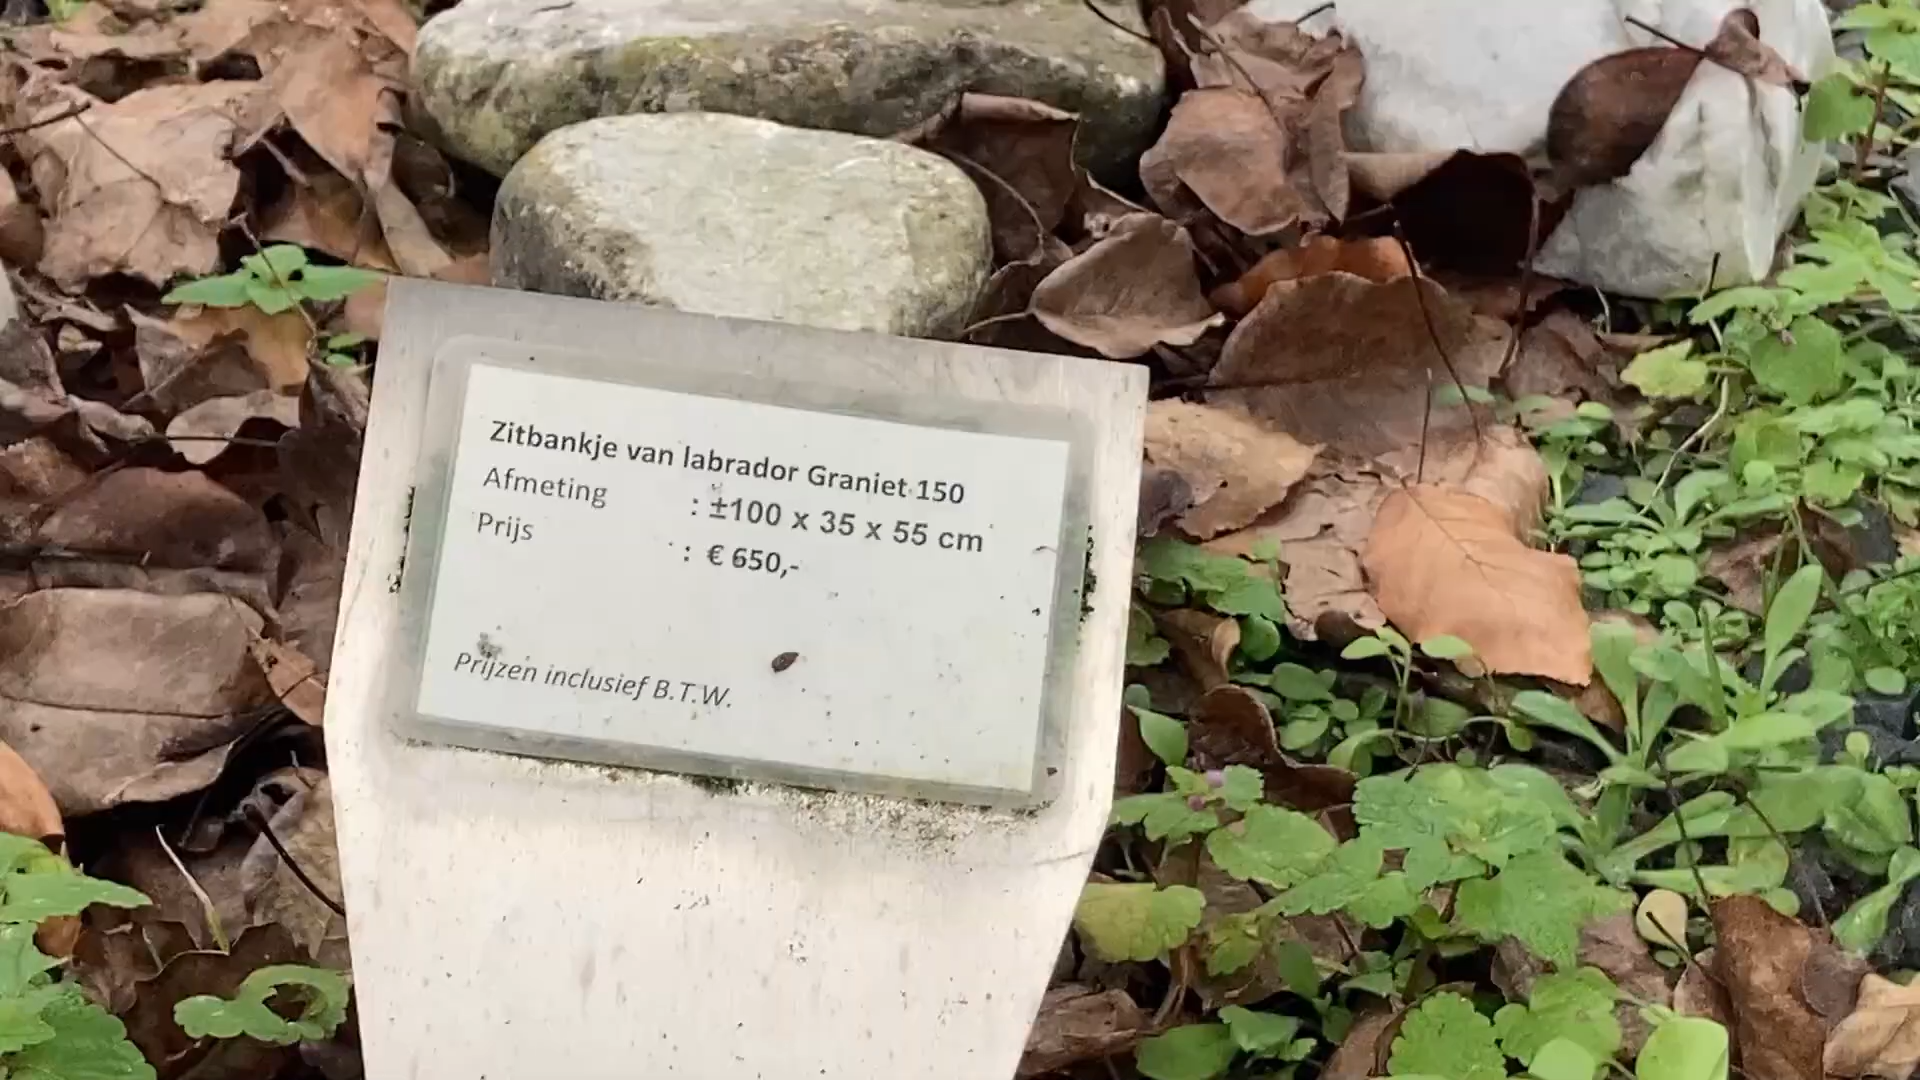 Zitbankje van labrador Graniet 150
Afmeting : ±100 x 35 x 55 cm
Prijs : € 650,-
Prijzen inclusief B.T.W.